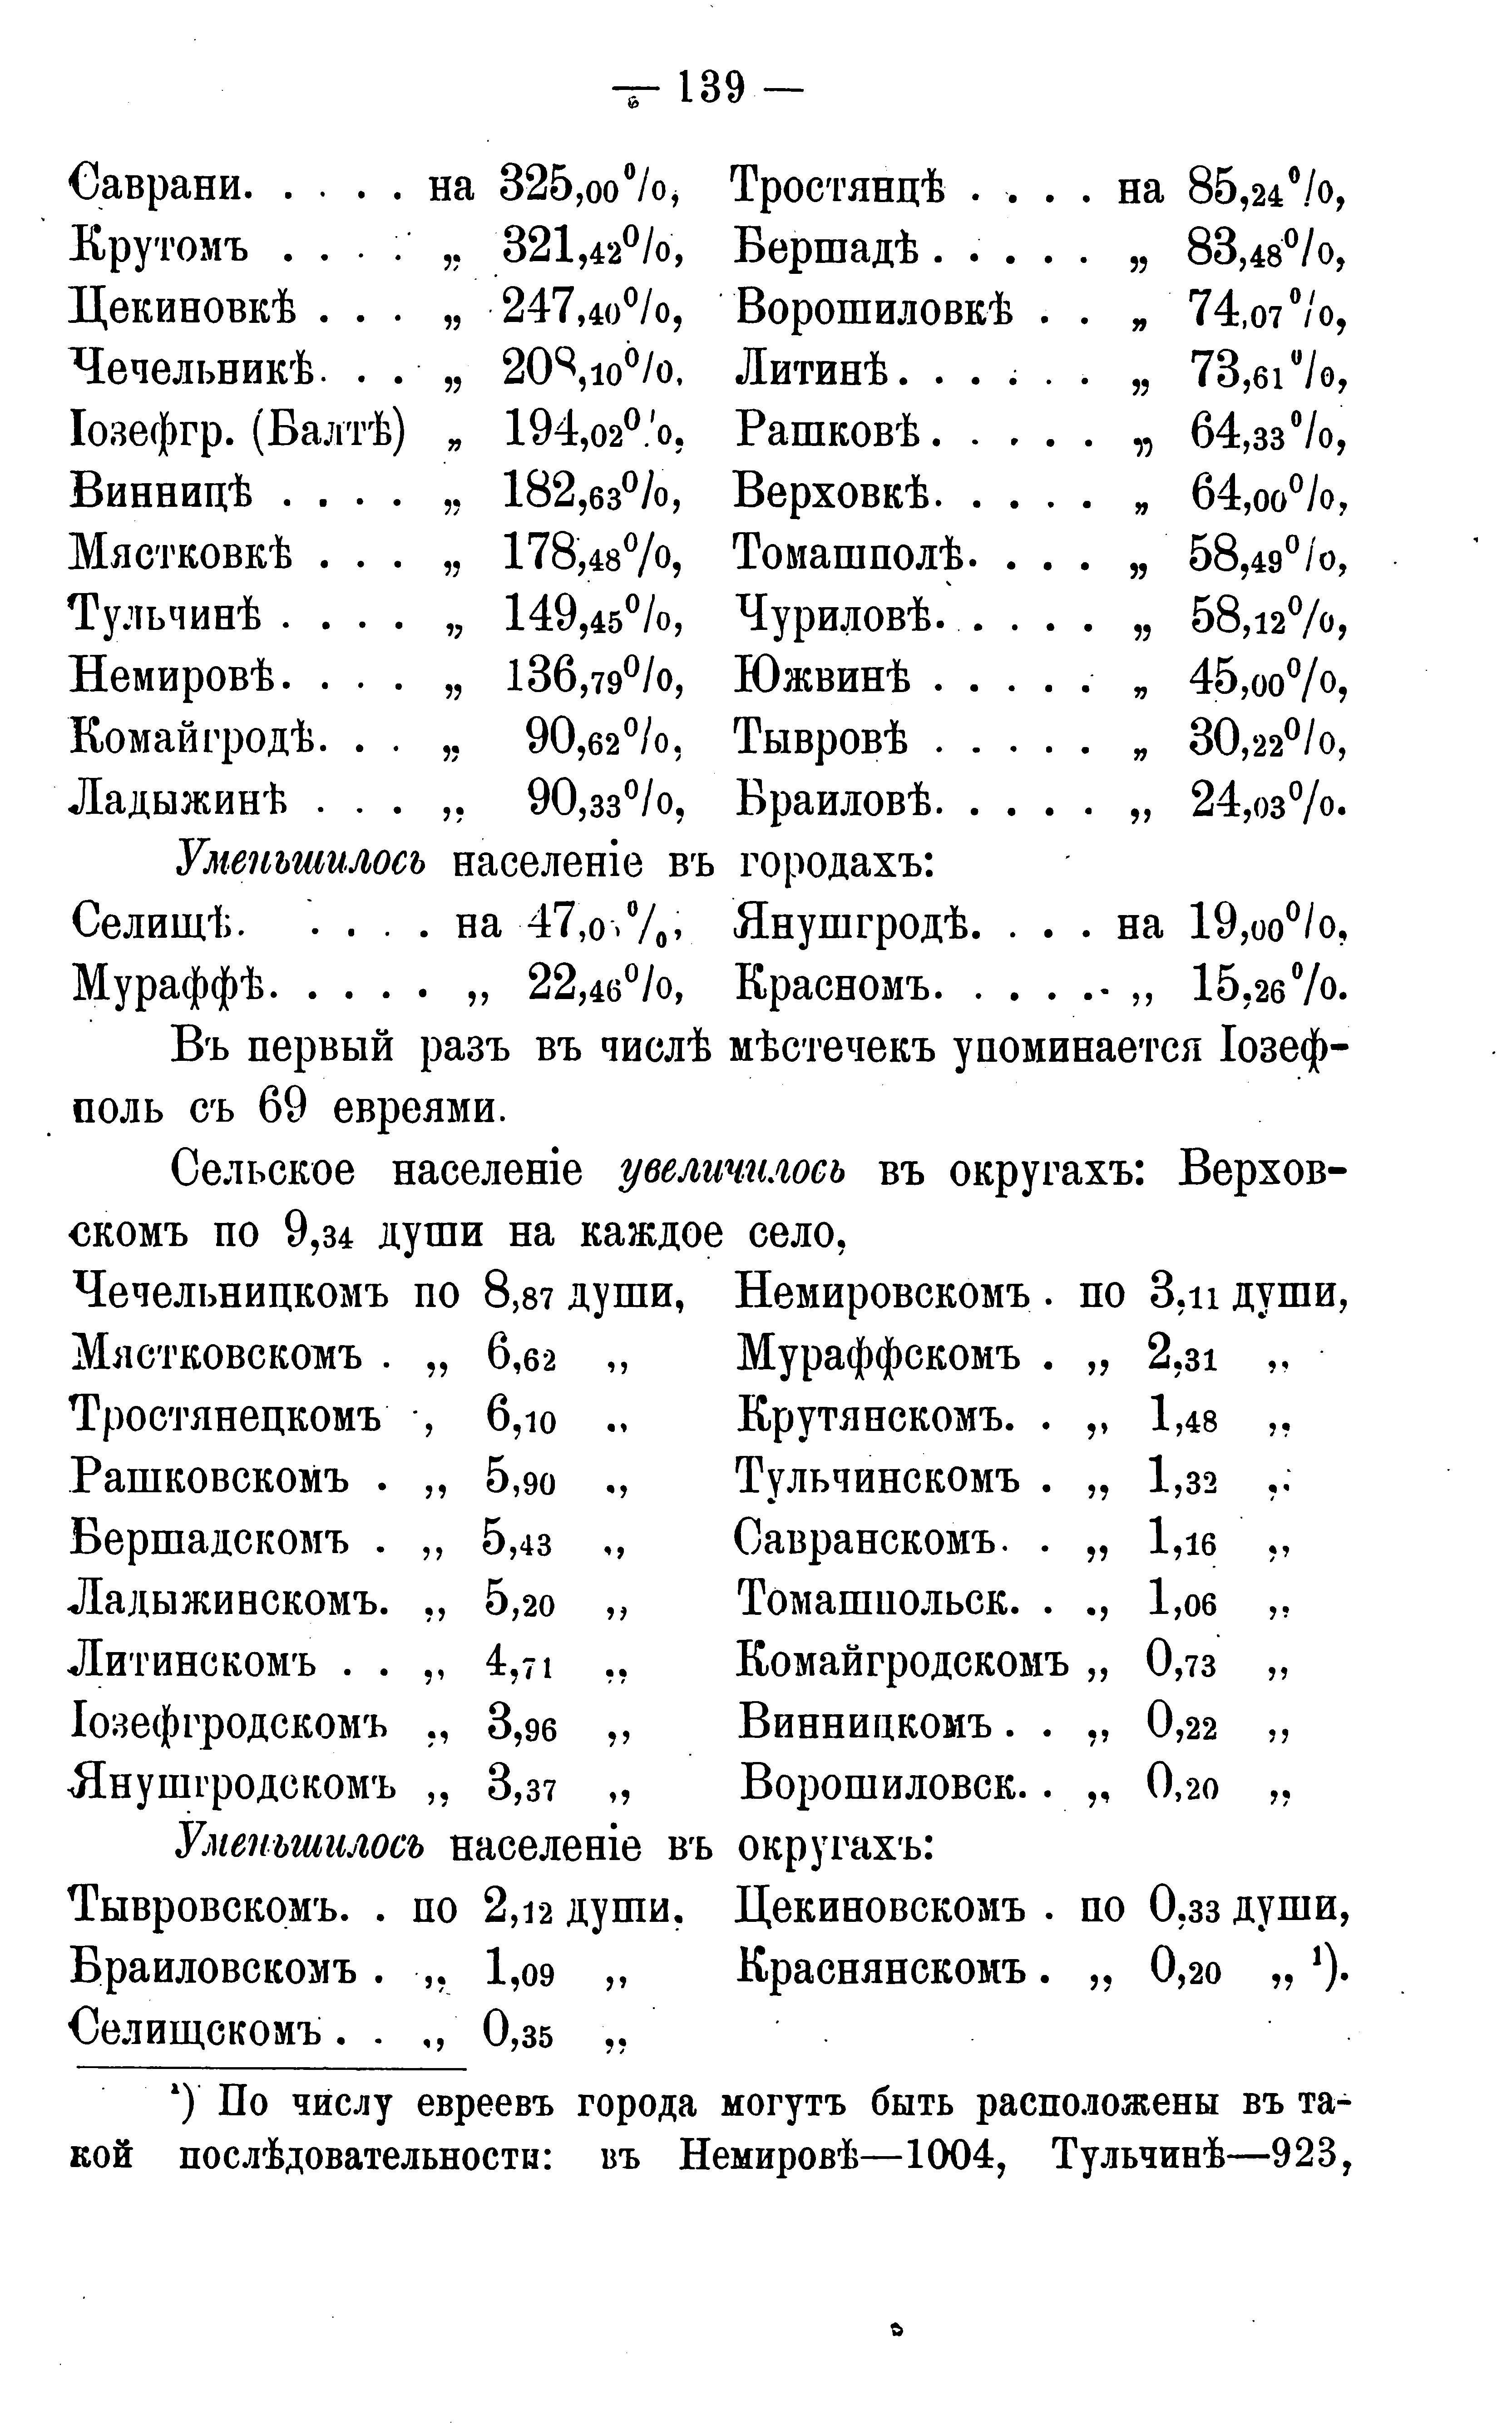 — 139 —
Саврани. . . . . на 325,00%, Тростянцѣ . . . . на 85,24%,
Крутомъ . . . . „ 321,42%, Бершадѣ . . . . . „ 83,48%,
Цекиновкѣ . . . „ 247,40%, Ворошиловкѣ . . „ 74,07%,
Чечельникѣ. . . . „ 208,10%, Литинѣ . . . . . . „ 73,61%,
Іозефгр. (Балтѣ) „ 194,02%, Рашковѣ . . . . . „ 64,33%,
Винницѣ . . . . „ 182,63%, Верховкѣ. . . . . „ 64,00%,
Мястковкѣ . . . „ 178,48%, Томашполѣ. . . . „ 58,49%,
Тульчинѣ . . . . „ 149,45%, Чуриловѣ. . . . . „ 58,12%,
Немировѣ. . . . „ 136,79%, Южвинѣ . . . . . „ 45,00%,
Комайгродѣ. . . „ 90,62%, Тывровѣ . . . . . „ 30,22%,
Ладыжинѣ . . . „ 90,33%, Браиловѣ. . . . . „ 24,03%.
Уменьшилось населеніе въ городахъ:
Селищѣ. . . . . на Янушгродѣ. . . . на 19,00%,
Мураффѣ. . . . . „ 22,46%, Красномъ. . . . . „ 15,26%.
Въ первый разъ въ числѣ мѣстечекъ упоминается Іозеф-
поль съ 69 евреями.
Сельское населеніе увеличилось въ округахъ: Верхов-
скомъ по 9,34 души на каждое село,
Чечельницкомъ по 8,87 души, Немировскомъ . по 3,11 души,
Мястковскомъ . „ 6,62 „ Мураффскомъ . „ 2,31 „
Тростянецкомъ „ 6,10 „ Крутянскомъ. . „ 1,48 „
Рашковскомъ . „ 5,90 „ Тульчинскомъ . „ 1,32 „
Бершадскомъ . „ 5,43 „ Савранскомъ. . „ 1,16 „
Ладыжинскомъ. „ 5,20 „ Томашпольск. . „ 1,06 „
Литинскомъ . . „ 4,71 „ Комайгродскомъ „ 0,73 „
Іозефгродскомъ „ 3,96 „ Винницкомъ . . „ 0,22 „
Янушгродскомъ „ 3,37 „ Ворошиловск. . „ 0,20 „
Уменьшилось населеніе въ округахъ:
Тывровскомъ. . по 2,12 души, Цекиновскомъ . по 0,33 души,
Браиловскомъ . „ 1,09 „ Краснянскомъ . „ 0,20 „ ¹).
Селищскомъ . . „ 0,35 „
¹) По числу евреевъ города могутъ быть расположены въ та-
кой послѣдовательности: въ Немировѣ—1004, Тульчинѣ—923,